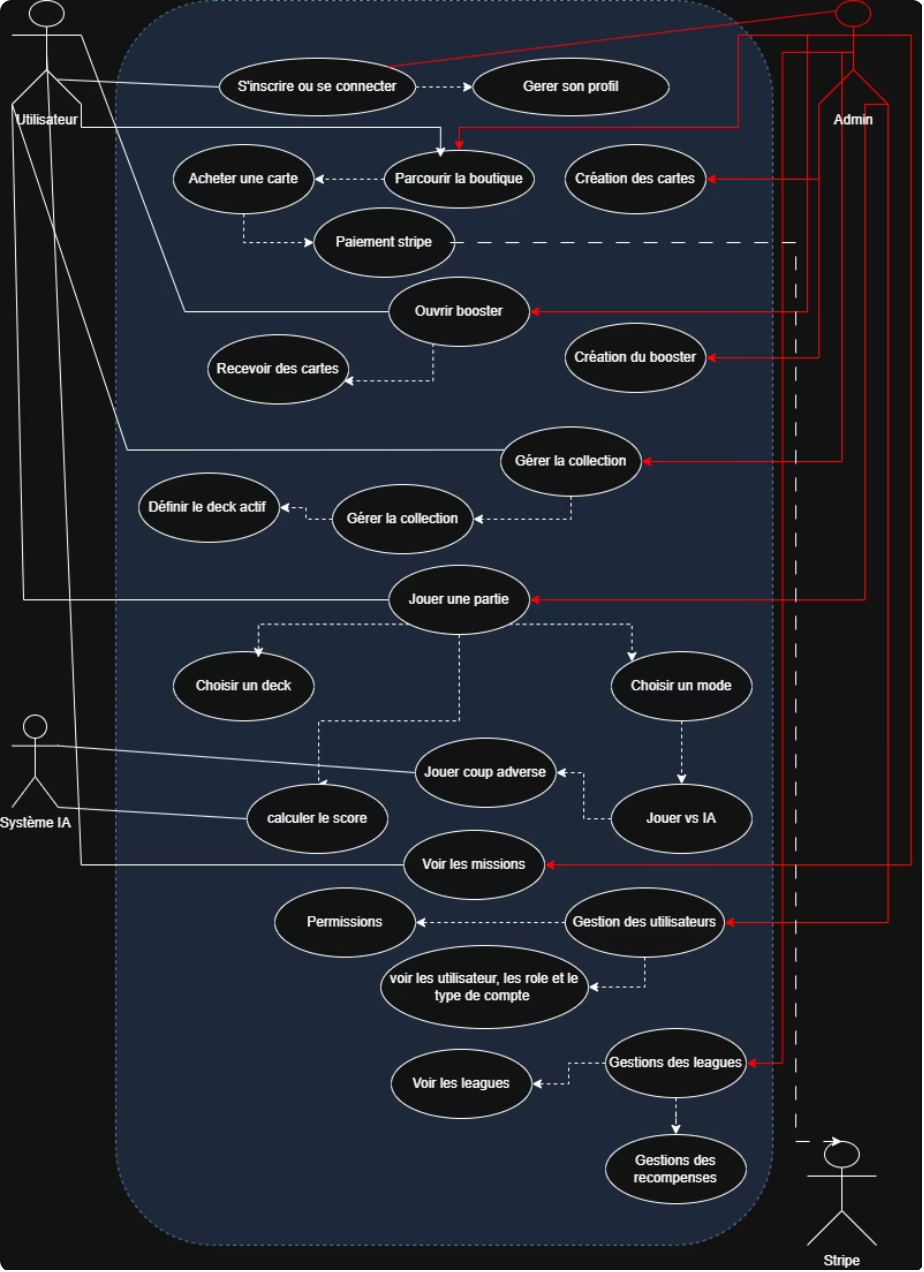 S'inscrire ou se connecter
Gerer son profil
Utilisateur
Admin
Acheter une carte
Parcourir la boutique
Création des cartes
Paiement stripe
Ouvrir booster
Recevoir des cartes
Création du booster
Gérer la collection
Définir le deck actif
Gérer la collection
Jouer une partie
Choisir un deck
Choisir un mode
Jouer coup adverse
Système IA
calculer le score
Jouer vs IA
Voir les missions
Permissions
Gestion des utilisateurs
voir les utilisateur, les role et le
type de compte
Gestions des leagues
Voir les leagues
Gestions des
recompenses
Stripe